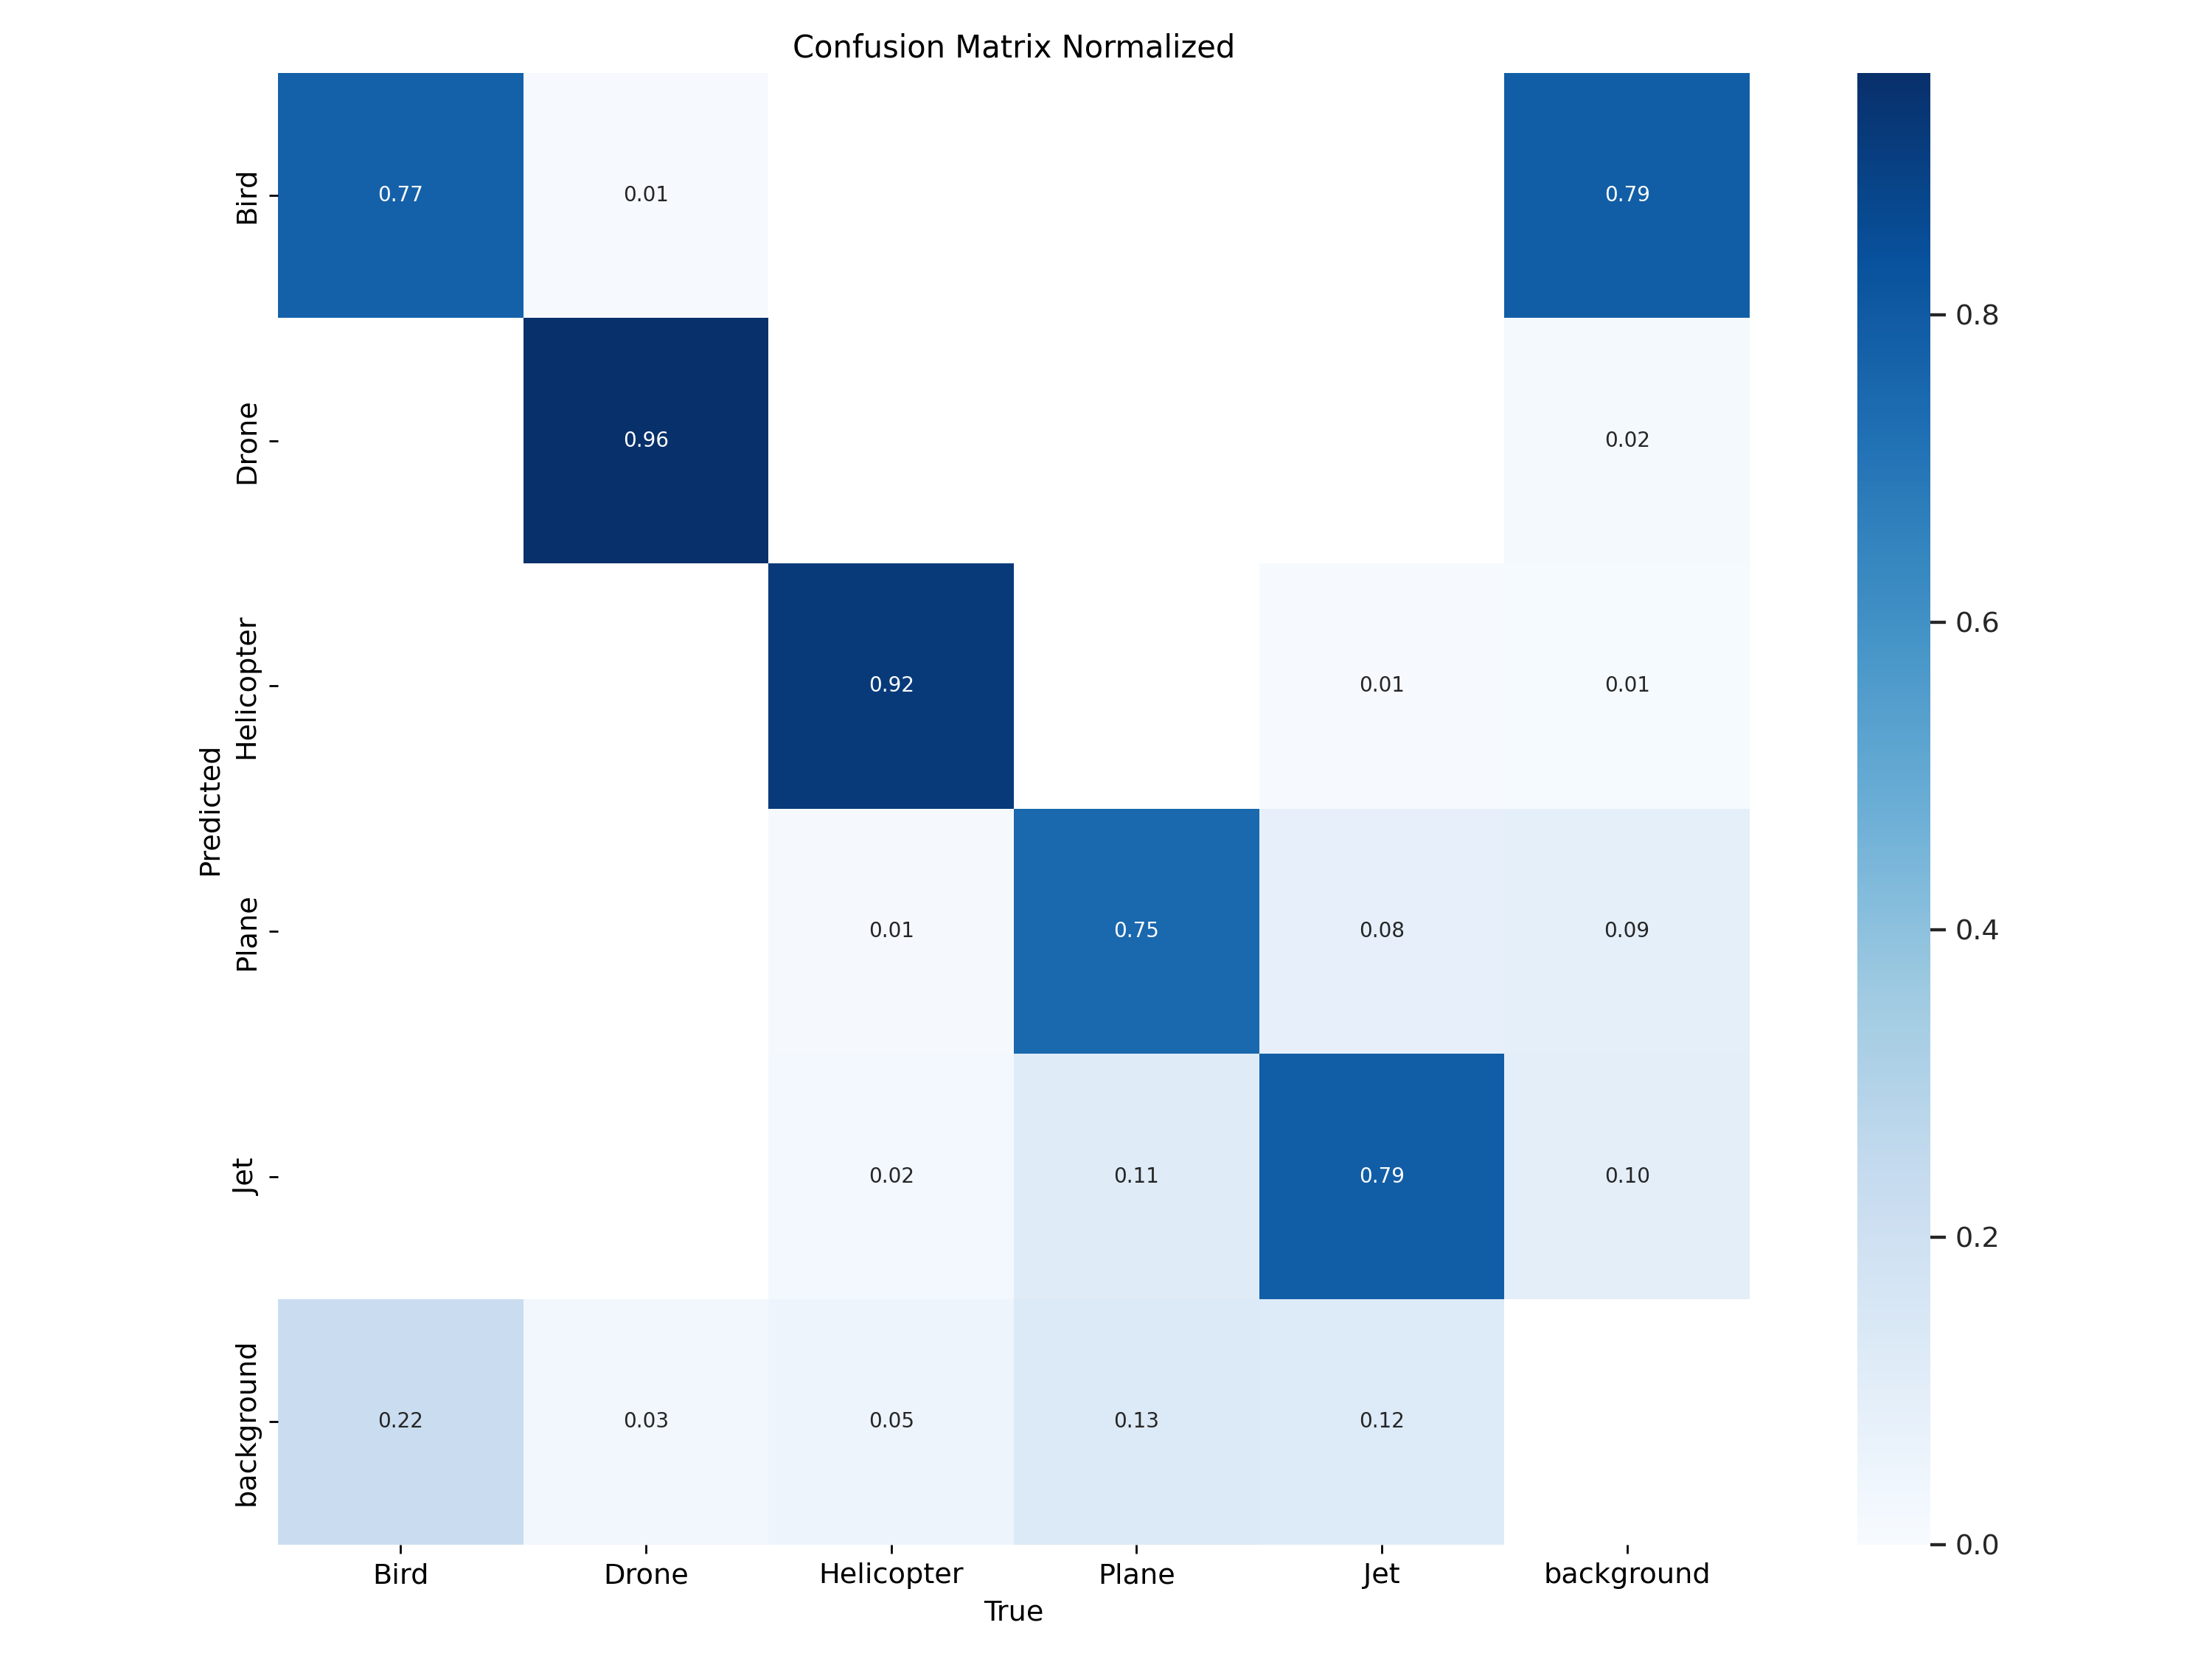 Confusion Matrix Normalized
Bird 0.77 0.01 0.79
Drone 0.96 0.02 0.8
Helicopter 0.92 0.01 0.01 0.6
Predicted
Plane 0.01 0.75 0.08 0.09 0.4
Jet 0.02 0.11 0.79 0.10 0.2
background 0.22 0.03 0.05 0.13 0.12 0.0
Bird Drone Helicopter Plane Jet background
True